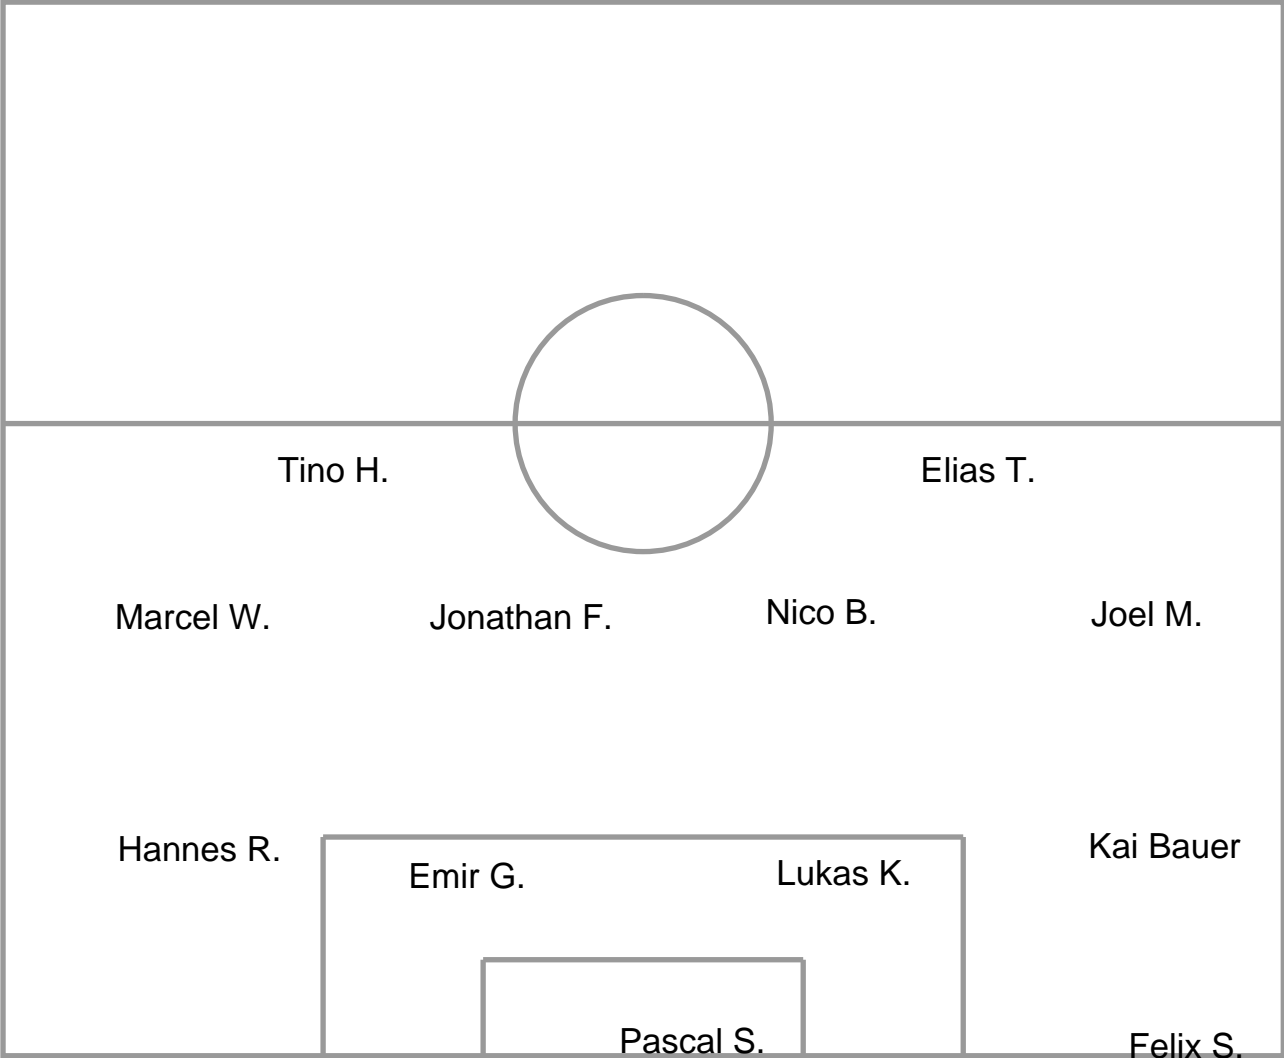 Tino H.
Elias T.
Marcel W.
Jonathan F.
Nico B.
Joel M.
Hannes R.
Emir G.
Lukas K.
Kai Bauer
Pascal S.
Felix S.